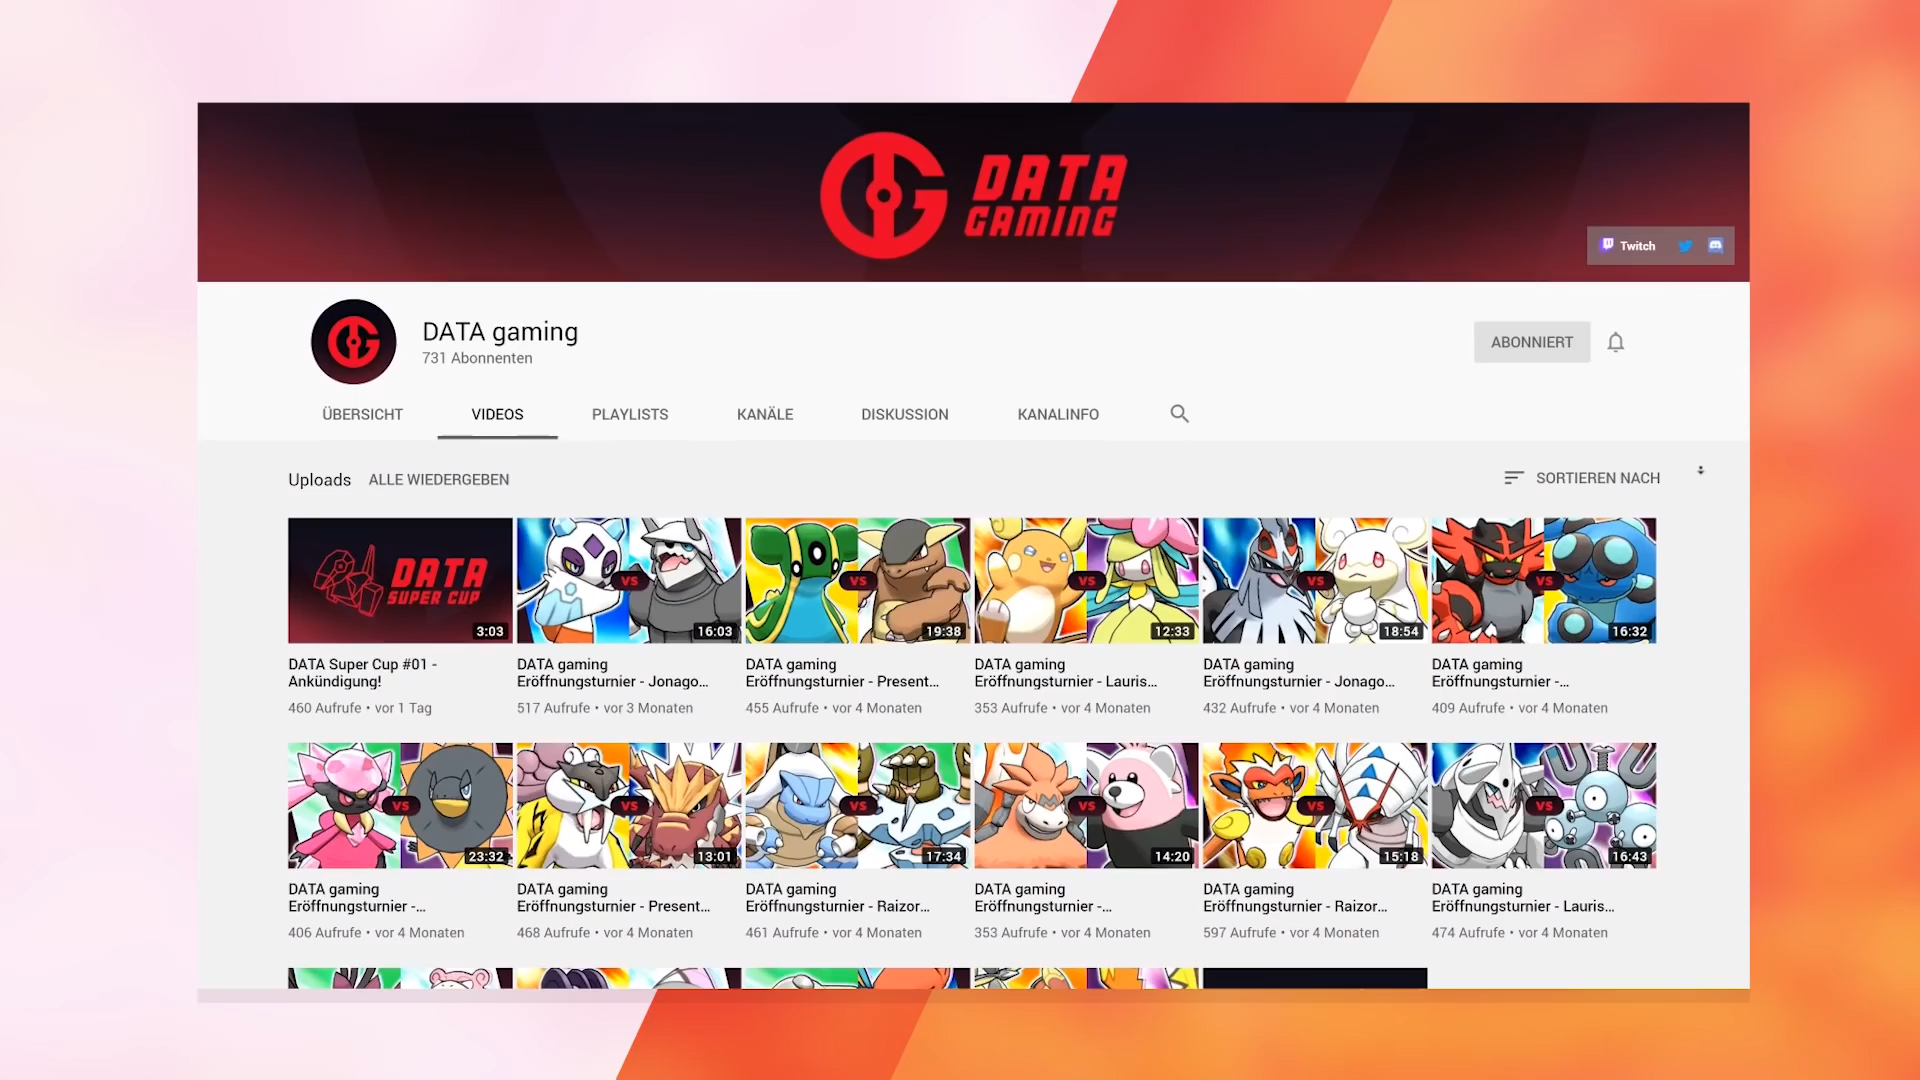 DATA
GAMING
Twitch
DATA gaming
731 Abonnenten
ABONNIERT
ÜBERSICHT VIDEOS PLAYLISTS KANÄLE DISKUSSION KANALINFO
Uploads ALLE WIEDERGEBEN SORTIEREN NACH
DATA
SUPER CUP
3:03
VS
16:03
VS
19:38
VS
12:33
VS
18:54
VS
16:32
DATA Super Cup #01 -
Ankündigung!
460 Aufrufe • vor 1 Tag
DATA gaming
Eröffnungsturnier - Jonago...
517 Aufrufe • vor 3 Monaten
DATA gaming
Eröffnungsturnier - Present...
455 Aufrufe • vor 4 Monaten
DATA gaming
Eröffnungsturnier - Lauris...
353 Aufrufe • vor 4 Monaten
DATA gaming
Eröffnungsturnier - Jonago...
432 Aufrufe • vor 4 Monaten
DATA gaming
Eröffnungsturnier -...
409 Aufrufe • vor 4 Monaten
VS
23:32
VS
13:01
VS
17:34
VS
14:20
VS
15:18
VS
16:43
DATA gaming
Eröffnungsturnier -...
406 Aufrufe • vor 4 Monaten
DATA gaming
Eröffnungsturnier - Present...
468 Aufrufe • vor 4 Monaten
DATA gaming
Eröffnungsturnier - Raizor...
461 Aufrufe • vor 4 Monaten
DATA gaming
Eröffnungsturnier -...
353 Aufrufe • vor 4 Monaten
DATA gaming
Eröffnungsturnier - Raizor...
597 Aufrufe • vor 4 Monaten
DATA gaming
Eröffnungsturnier - Lauris...
474 Aufrufe • vor 4 Monaten